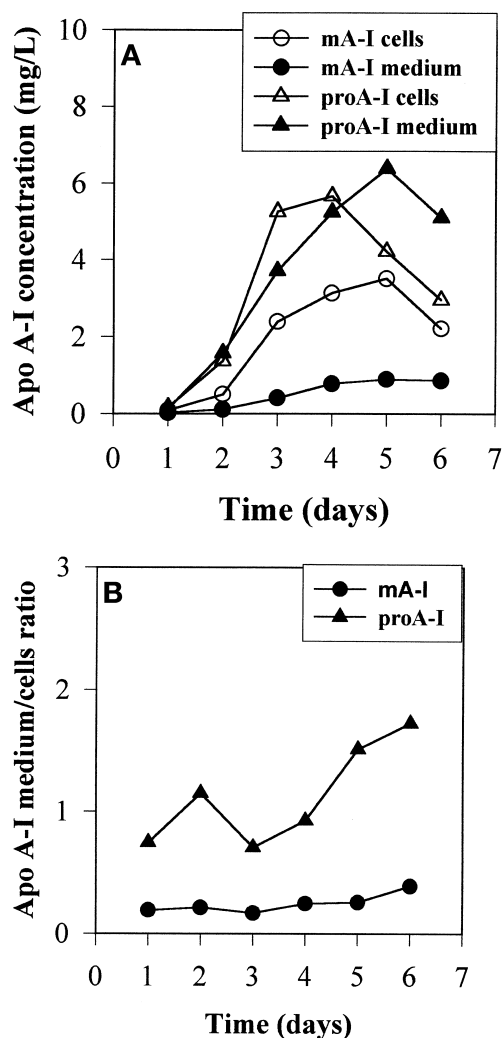 A
mA-I cells
mA-I medium
proA-I cells
proA-I medium
Apo A-I concentration (mg/L)
10
8
6
4
2
0
0 1 2 3 4 5 6 7
Time (days)
B
mA-I
proA-I
Apo A-I medium/cells ratio
3
2
1
0
0 1 2 3 4 5 6 7
Time (days)